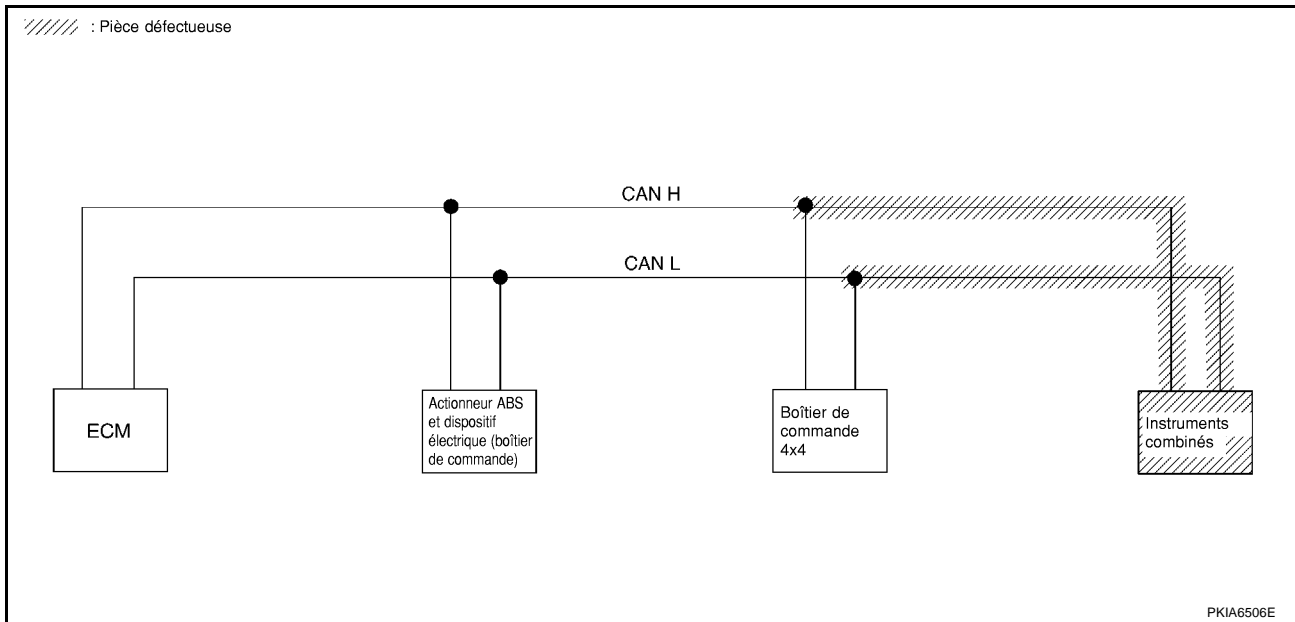 : Pièce défectueuse
CAN H
CAN L
ECM
Actionneur ABS
et dispositif
électrique (boîtier
de commande)
Boîtier de
commande
4x4
Instruments
combinés
PKIA6506E